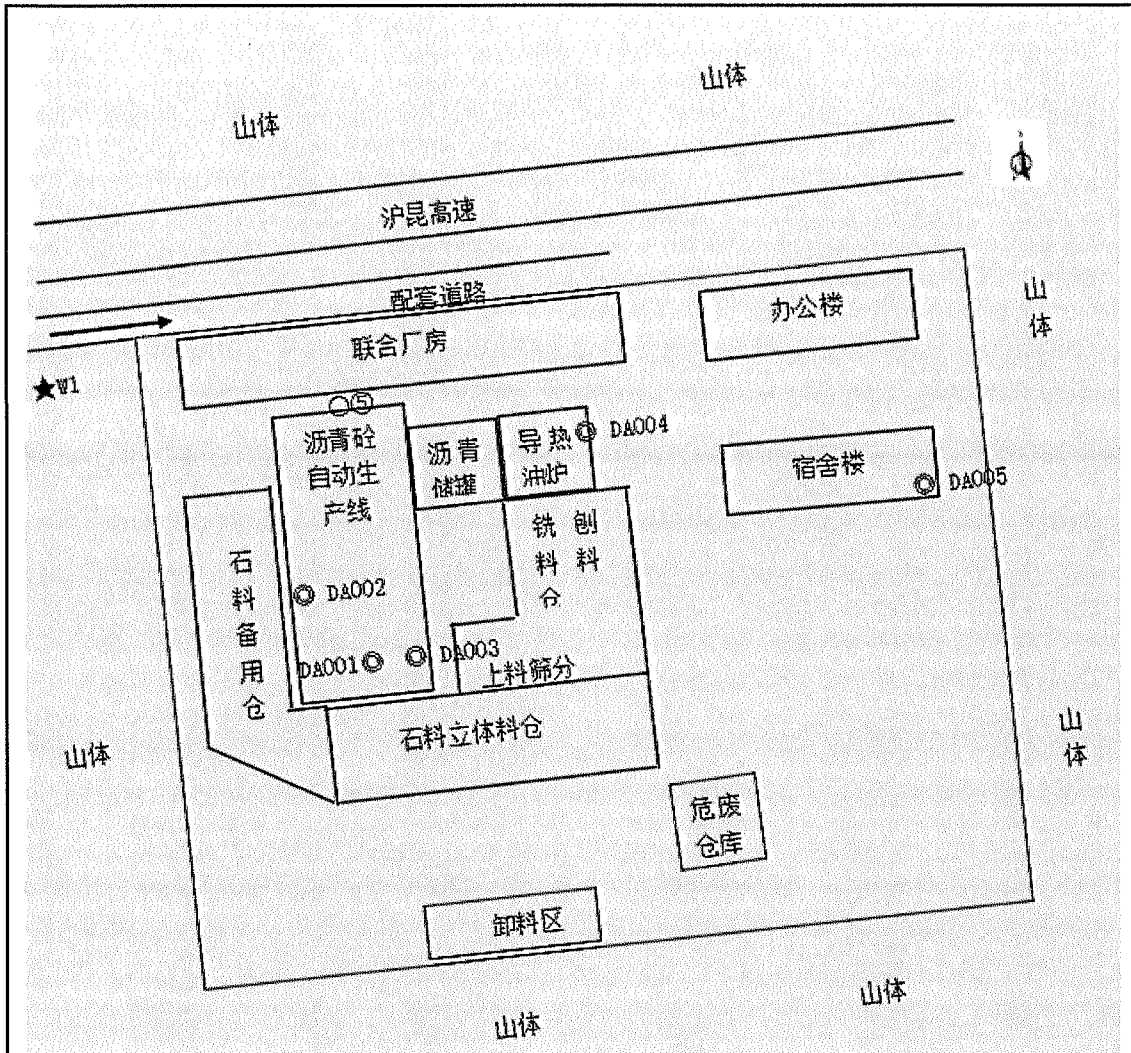 山体
山体
沪昆高速
配套道路
山
体
办公楼
联合厂房
★W1
○⑤
沥青砼
自动生
产线
沥青
储罐
导热
油炉
DA004
宿舍楼
DA005
铣刨
料料
仓
石
料
备
用
仓
DA002
DA001
DA003
上料筛分
石料立体料仓
山体
山
体
危废
仓库
卸料区
山体
山体